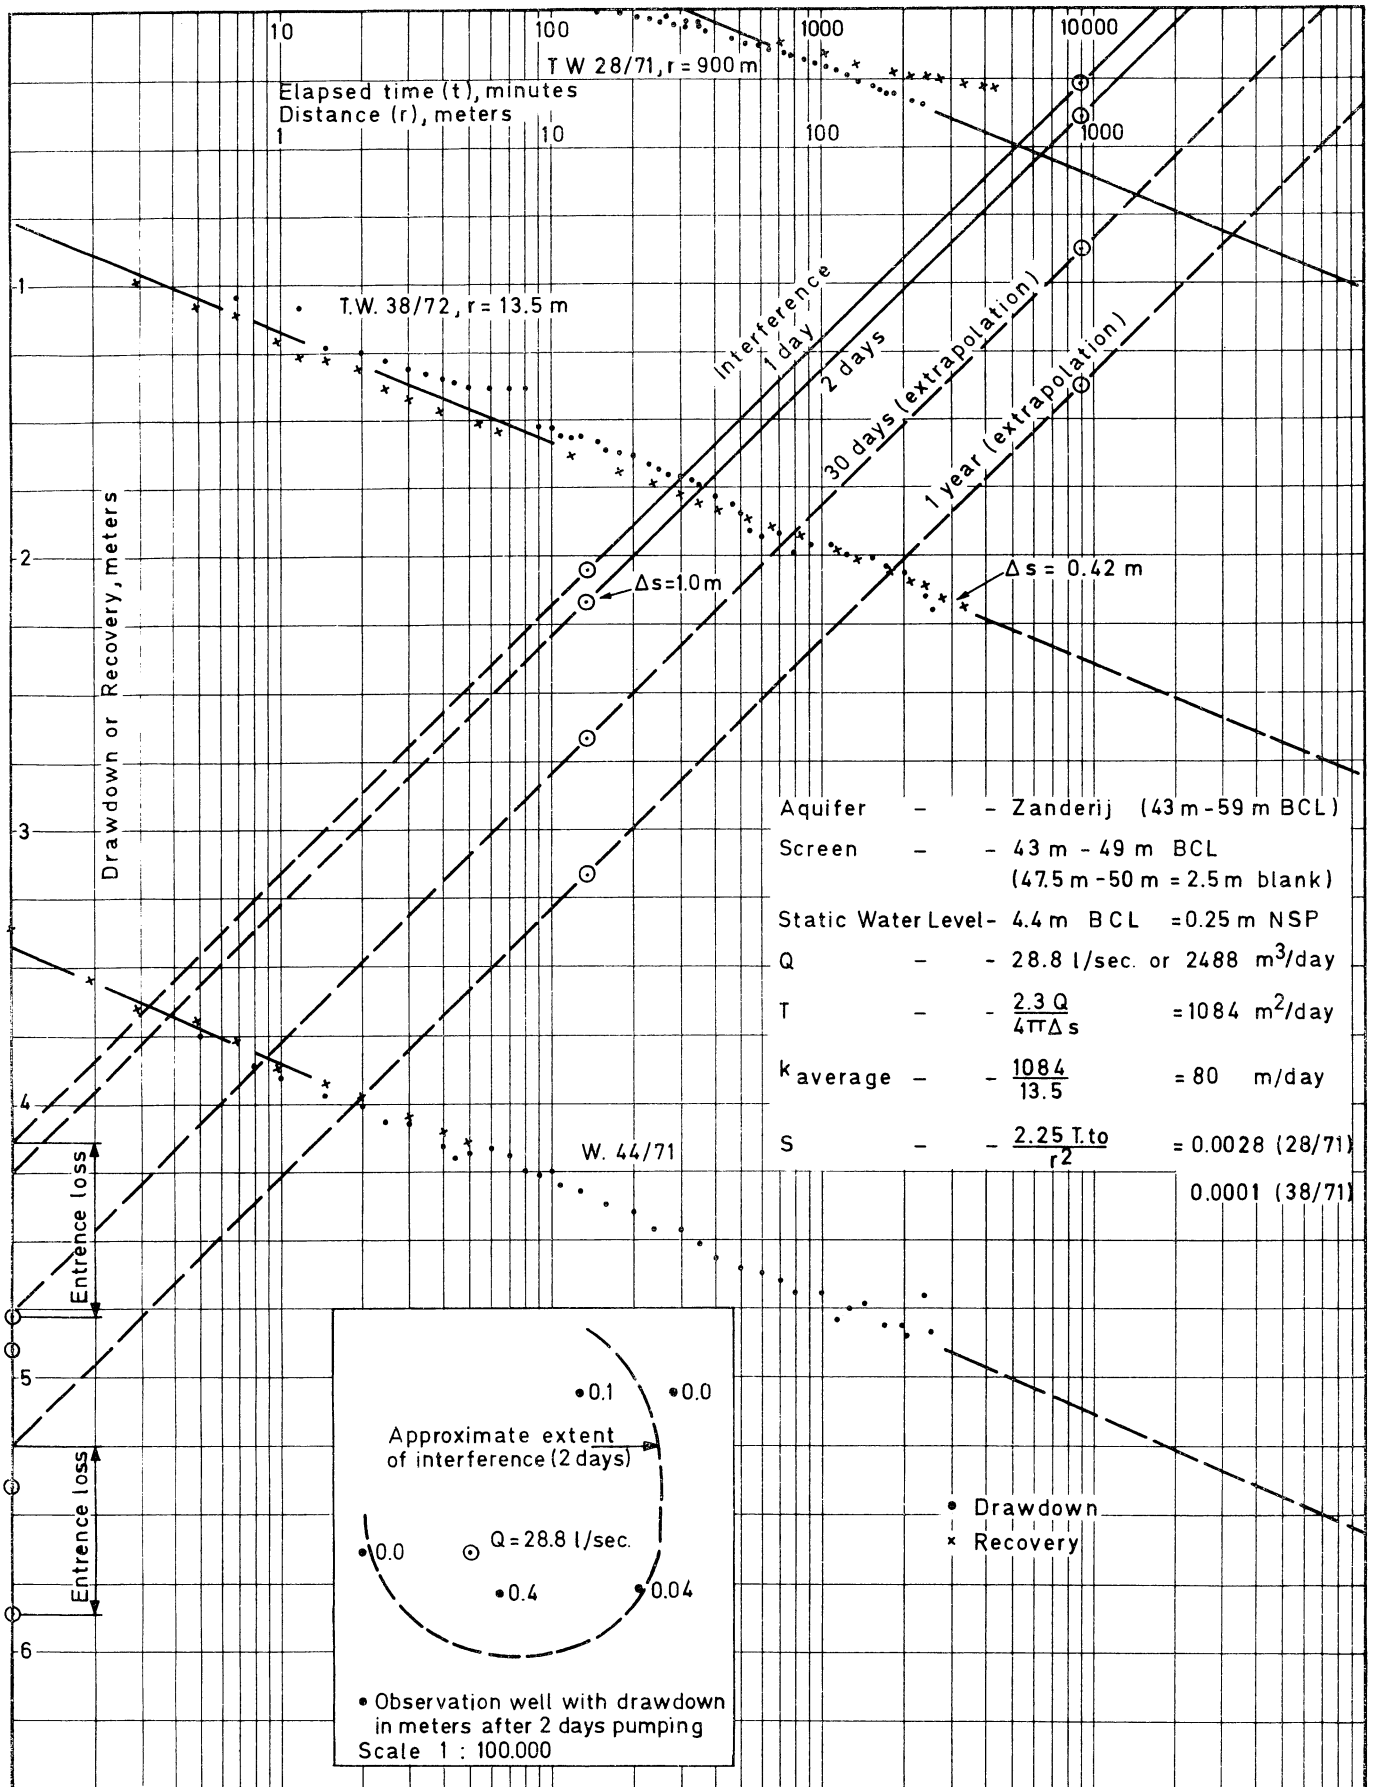 10 100 1000 10000
T W 28/71, r = 900 m
Elapsed time (t), minutes
Distance (r), meters
1 10 100 1000
1
T.W. 38/72, r = 13.5 m
Interference
1 day
2 days
30 days (extrapolation)
1 year (extrapolation)
Drawdown or Recovery, meters
2
Δs = 1.0 m
Δs = 0.42 m
3
Aquifer - - Zanderij (43 m - 59 m BCL)
Screen - - 43 m - 49 m BCL
(47.5 m - 50 m = 2.5 m blank)
Static Water Level - 4.4 m BCL = 0.25 m NSP
Q - - 28.8 l/sec. or 2488 m³/day
T - - 2.3 Q / 4πΔs = 1084 m²/day
k average - - 1084 / 13.5 = 80 m/day
4
S - - 2.25 T.to / r² = 0.0028 (28/71)
0.0001 (38/71)
W. 44/71
Entrence loss
5
Entrence loss
6
0.1 0.0
Approximate extent
of interference (2 days)
0.0
Q = 28.8 l/sec.
0.4
0.04
• Observation well with drawdown
in meters after 2 days pumping
Scale 1 : 100.000
• Drawdown
x Recovery